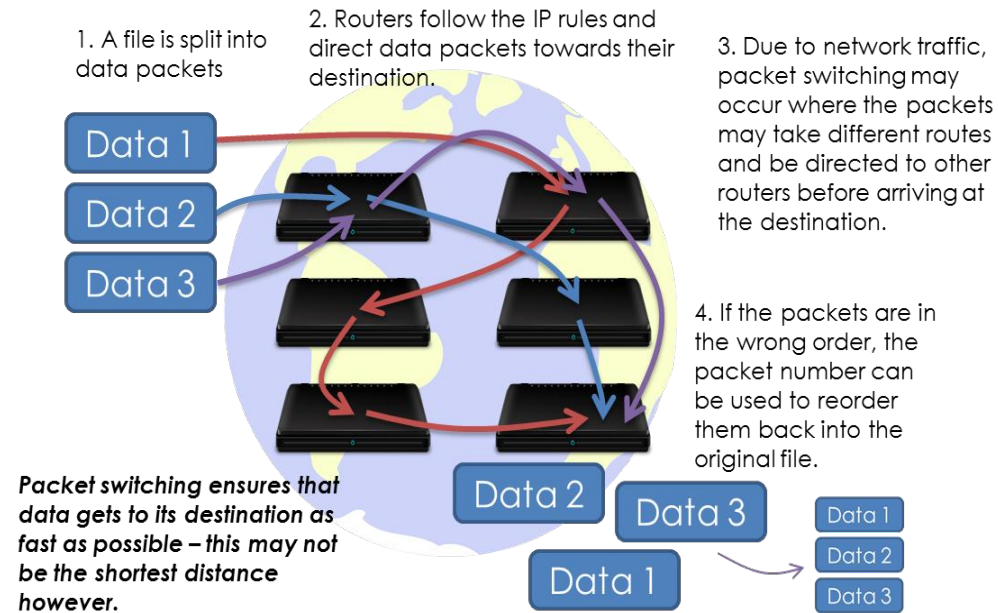 1. A file is split into
data packets
2. Routers follow the IP rules and
direct data packets towards their
destination.
3. Due to network traffic,
packet switching may
occur where the packets
may take different routes
and be directed to other
routers before arriving at
the destination.
Data 1
Data 2
Data 3
4. If the packets are in
the wrong order, the
packet number can
be used to reorder
them back into the
original file.
Packet switching ensures that
data gets to its destination as
fast as possible – this may not
be the shortest distance
however.
Data 2
Data 3
Data 1
Data 1
Data 2
Data 3